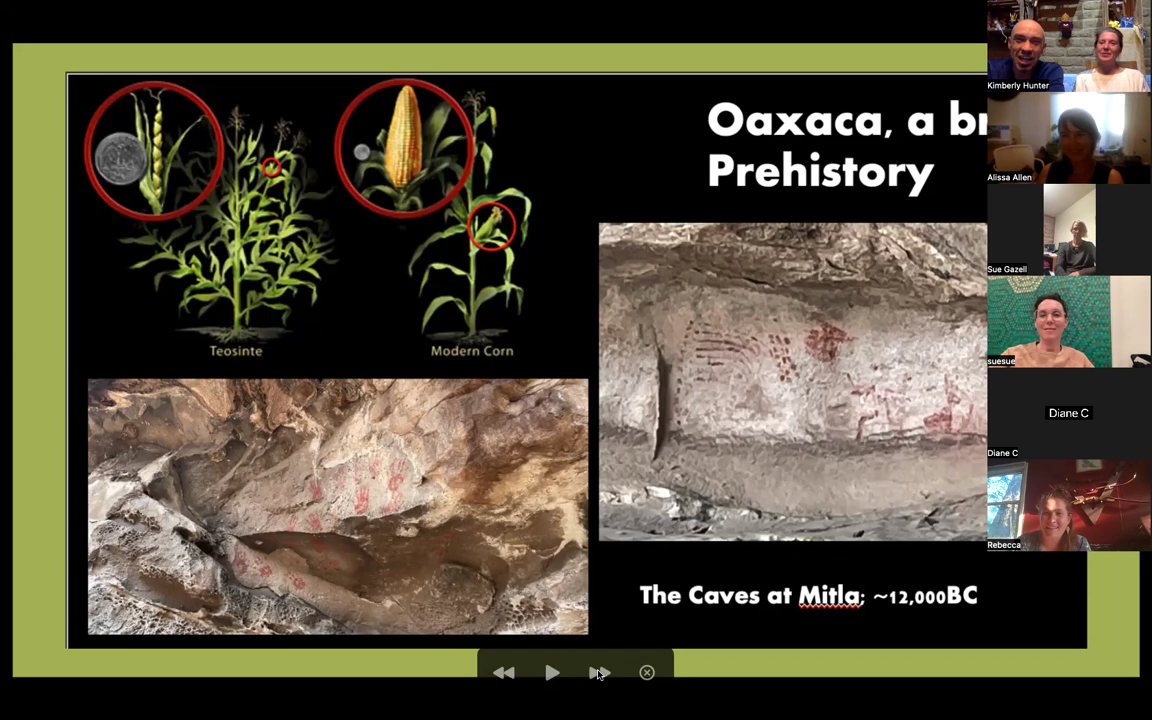 Oaxaca, a
Prehistory
Teosinte
Modern Corn
The Caves at Mitla; ~12,000BC
Kimberly Hunter
Alissa Allen
Sue Gazell
suesue
Diane C
Diane C
Rebecca